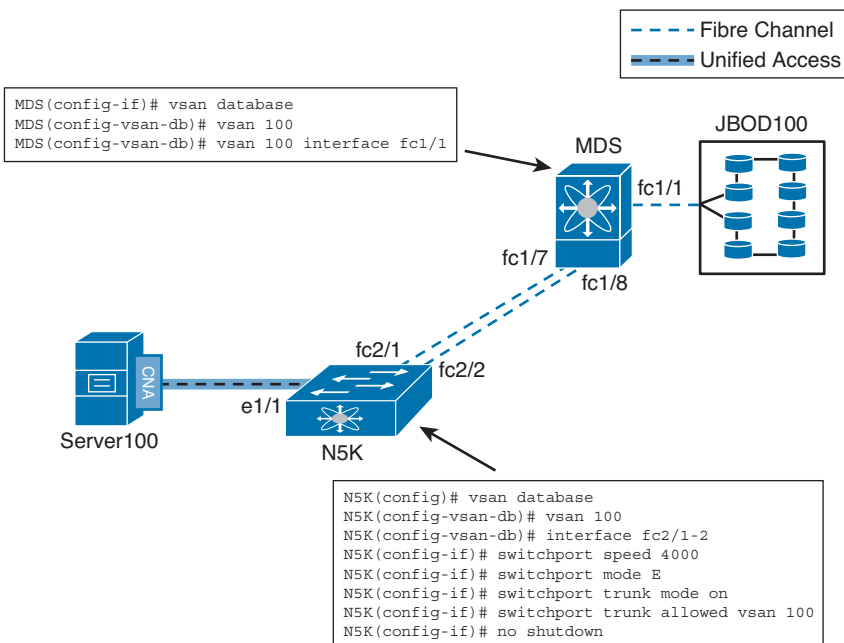 Fibre Channel
Unified Access
MDS(config-if)# vsan database
MDS(config-vsan-db)# vsan 100
MDS(config-vsan-db)# vsan 100 interface fc1/1
JBOD100
MDS
fc1/1
fc1/7
fc1/8
fc2/1
fc2/2
CNA
e1/1
Server100
N5K
N5K(config)# vsan database
N5K(config-vsan-db)# vsan 100
N5K(config-vsan-db)# interface fc2/1-2
N5K(config-if)# switchport speed 4000
N5K(config-if)# switchport mode E
N5K(config-if)# switchport trunk mode on
N5K(config-if)# switchport trunk allowed vsan 100
N5K(config-if)# no shutdown